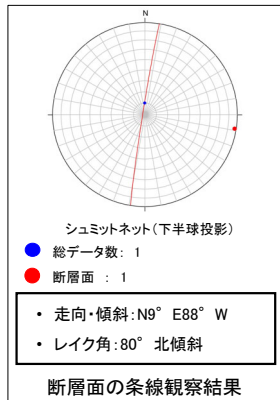 N
シュミットネット(下半球投影)
総データ数: 1
断層面 : 1
• 走向・傾斜:N9° E88° W
• レイク角:80° 北傾斜
断層面の条線観察結果